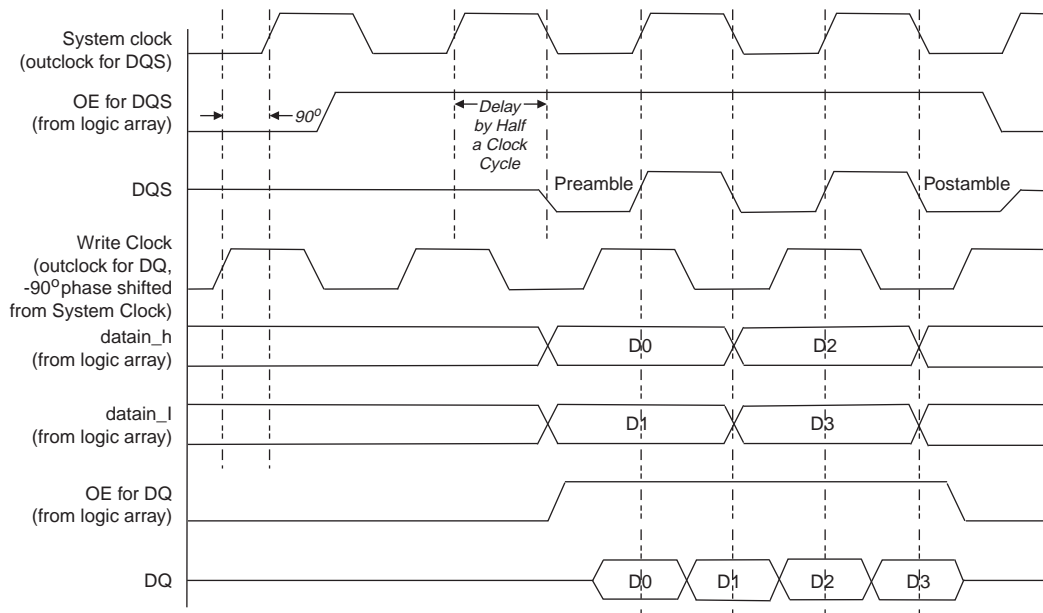 System clock
(outclock for DQS)
OE for DQS
(from logic array)
90°
Delay
by Half
a Clock
Cycle
DQS
Preamble
Postamble
Write Clock
(outclock for DQ,
-90° phase shifted
from System Clock)
datain_h
(from logic array)
D0
D2
datain_l
(from logic array)
D1
D3
OE for DQ
(from logic array)
DQ
D0
D1
D2
D3